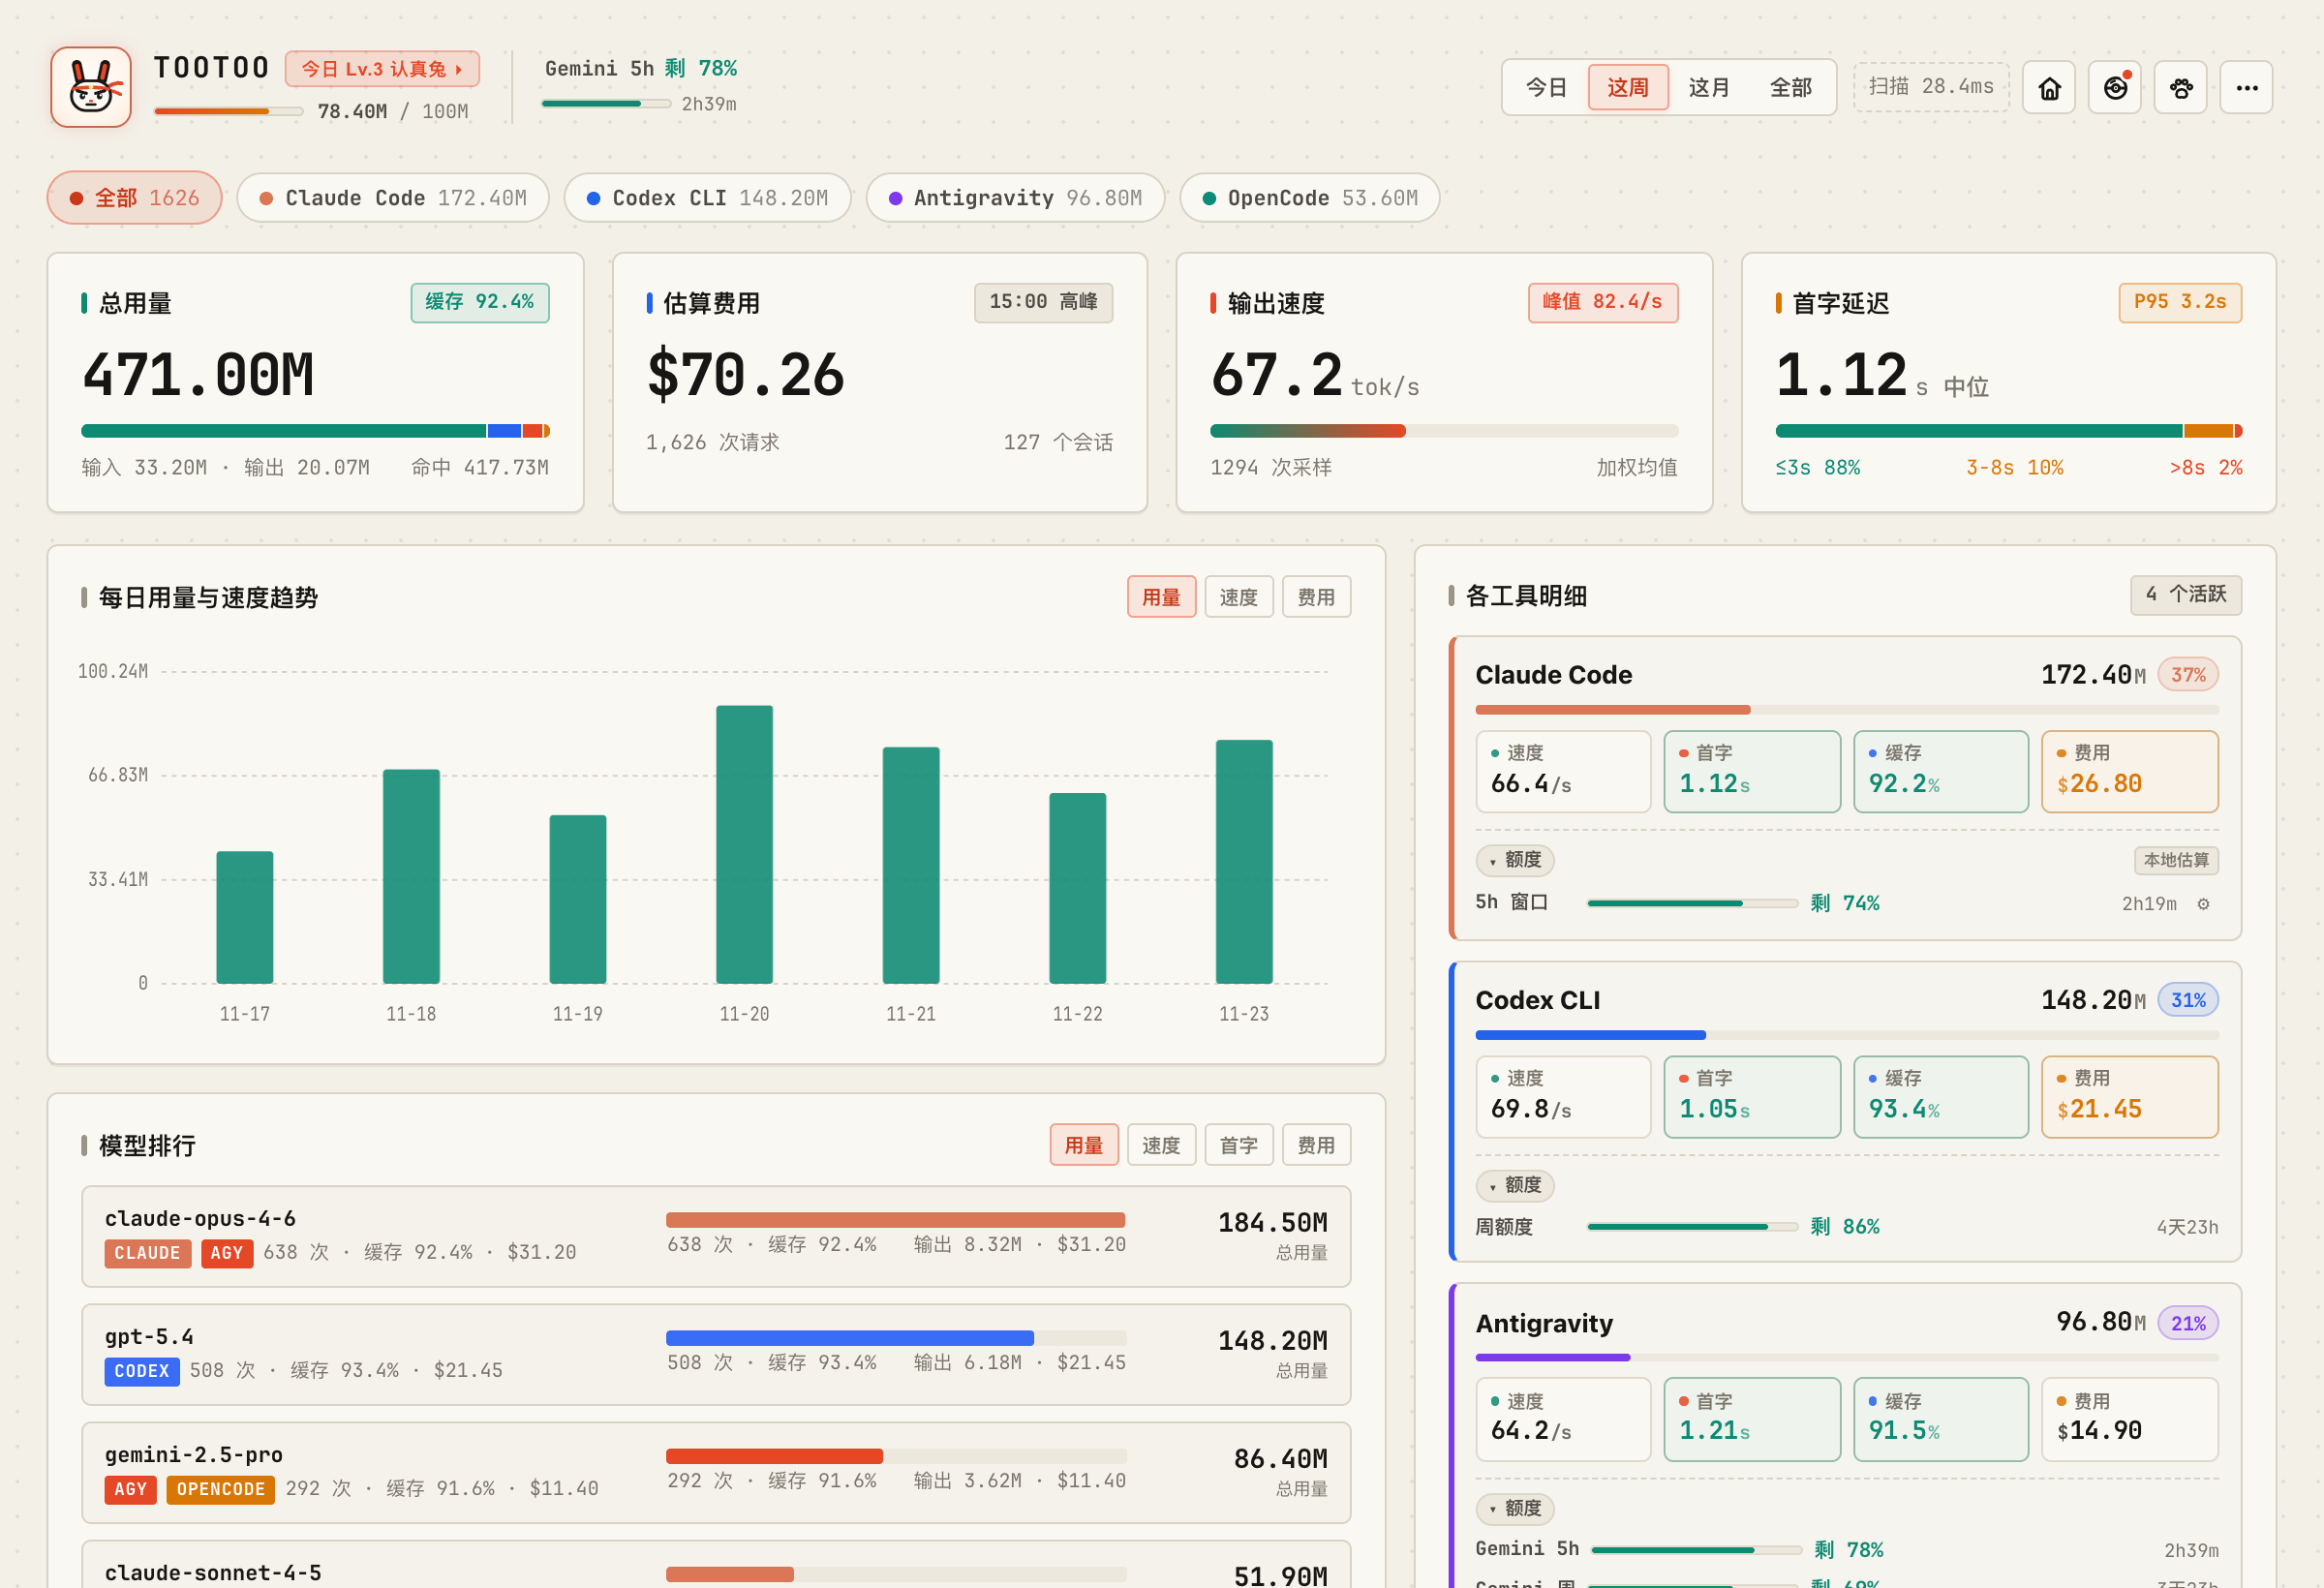 TOOTOO 今日 Lv.3 认真兔
78.40M / 100M
Gemini 5h 剩 78%
2h39m
今日 这周 这月 全部
扫描 28.4ms
全部 1626
Claude Code 172.40M
Codex CLI 148.20M
Antigravity 96.80M
OpenCode 53.60M
总用量 缓存 92.4%
471.00M
输入 33.20M · 输出 20.07M 命中 417.73M
估算费用 15:00 高峰
$70.26
1,626 次请求 127 个会话
输出速度 峰值 82.4/s
67.2 tok/s
1294 次采样 加权均值
首字延迟 P95 3.2s
1.12 s 中位
≤3s 88% 3-8s 10% >8s 2%
每日用量与速度趋势 用量 速度 费用
100.24M
66.83M
33.41M
0
11-17 11-18 11-19 11-20 11-21 11-22 11-23
模型排行 用量 速度 首字 费用
claude-opus-4-6
CLAUDE AGY 638 次 · 缓存 92.4% · $31.20
638 次 · 缓存 92.4% 输出 8.32M · $31.20
184.50M
总用量
gpt-5.4
CODEX 508 次 · 缓存 93.4% · $21.45
508 次 · 缓存 93.4% 输出 6.18M · $21.45
148.20M
总用量
gemini-2.5-pro
AGY OPENCODE 292 次 · 缓存 91.6% · $11.40
292 次 · 缓存 91.6% 输出 3.62M · $11.40
86.40M
总用量
claude-sonnet-4-5
51.90M
各工具明细 4 个活跃
Claude Code 172.40M 37%
速度 首字 缓存 费用
66.4/s 1.12s 92.2% $26.80
额度 本地估算
5h 窗口 剩 74% 2h19m
Codex CLI 148.20M 31%
速度 首字 缓存 费用
69.8/s 1.05s 93.4% $21.45
额度
周额度 剩 86% 4天23h
Antigravity 96.80M 21%
速度 首字 缓存 费用
64.2/s 1.21s 91.5% $14.90
额度
Gemini 5h 剩 78% 2h39m